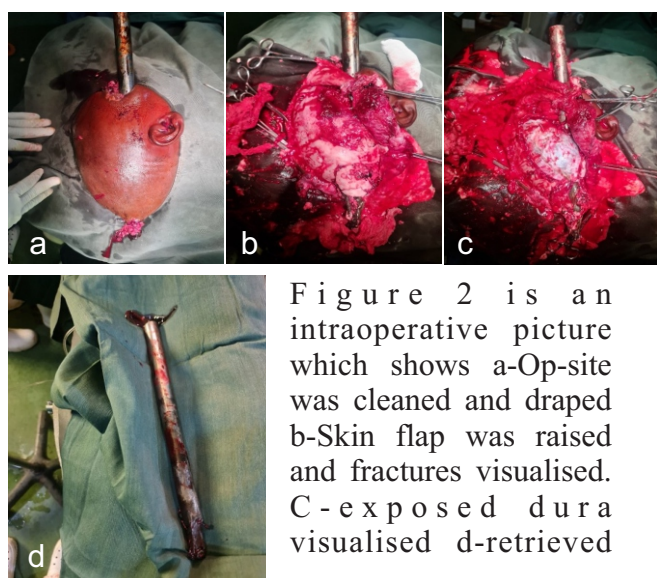 a
b
c
d
Figure 2 is an
intraoperative picture
which shows a-Op-site
was cleaned and draped
b-Skin flap was raised
and fractures visualised.
C-exposed dura
visualised d-retrieved